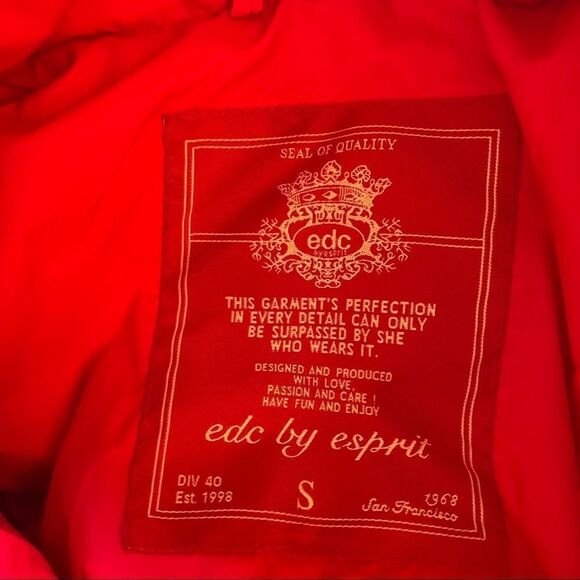 SEAL OF QUALITY
edc
by ESPRIT
THIS GARMENT'S PERFECTION
IN EVERY DETAIL CAN ONLY
BE SURPASSED BY SHE
WHO WEARS IT.
DESIGNED AND PRODUCED
WITH LOVE,
PASSION AND CARE !
HAVE FUN AND ENJOY
edc by esprit
DIV 40
Est. 1998
S
1968
San Francisco